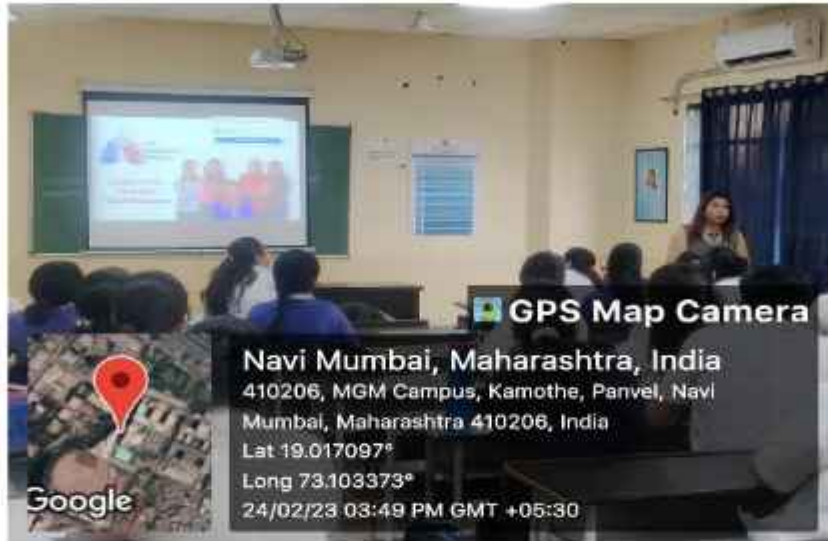 GPS Map Camera
Navi Mumbai, Maharashtra, India
410206, MGM Campus, Kamothe, Panvel, Navi
Mumbai, Maharashtra 410206, India
Lat 19.017097°
Long 73.103373°
24/02/23 03:49 PM GMT +05:30
Google